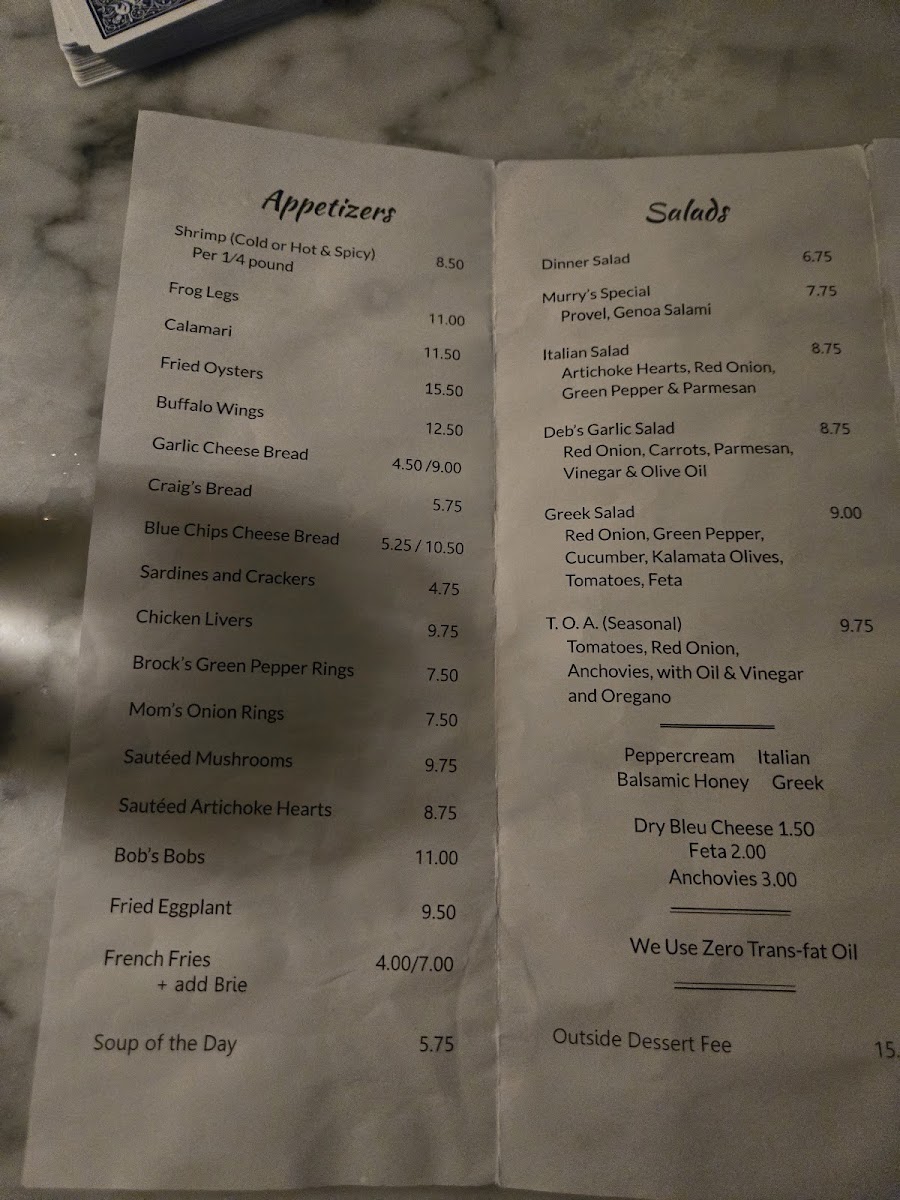 Appetizers
Shrimp (Cold or Hot & Spicy)
Per 1/4 pound 8.50
Frog Legs 11.00
Calamari 11.50
Fried Oysters 15.50
Buffalo Wings 12.50
Garlic Cheese Bread 4.50 /9.00
Craig's Bread 5.75
Blue Chips Cheese Bread 5.25 / 10.50
Sardines and Crackers 4.75
Chicken Livers 9.75
Brock's Green Pepper Rings 7.50
Mom's Onion Rings 7.50
Sautéed Mushrooms 9.75
Sautéed Artichoke Hearts 8.75
Bob's Bobs 11.00
Fried Eggplant 9.50
French Fries 4.00/7.00
+ add Brie
Soup of the Day 5.75
Salads
Dinner Salad 6.75
Murry's Special 7.75
Provel, Genoa Salami
Italian Salad 8.75
Artichoke Hearts, Red Onion,
Green Pepper & Parmesan
Deb's Garlic Salad 8.75
Red Onion, Carrots, Parmesan,
Vinegar & Olive Oil
Greek Salad 9.00
Red Onion, Green Pepper,
Cucumber, Kalamata Olives,
Tomatoes, Feta
T. O. A. (Seasonal) 9.75
Tomatoes, Red Onion,
Anchovies, with Oil & Vinegar
and Oregano
Peppercream Italian
Balsamic Honey Greek
Dry Bleu Cheese 1.50
Feta 2.00
Anchovies 3.00
We Use Zero Trans-fat Oil
Outside Dessert Fee 15.